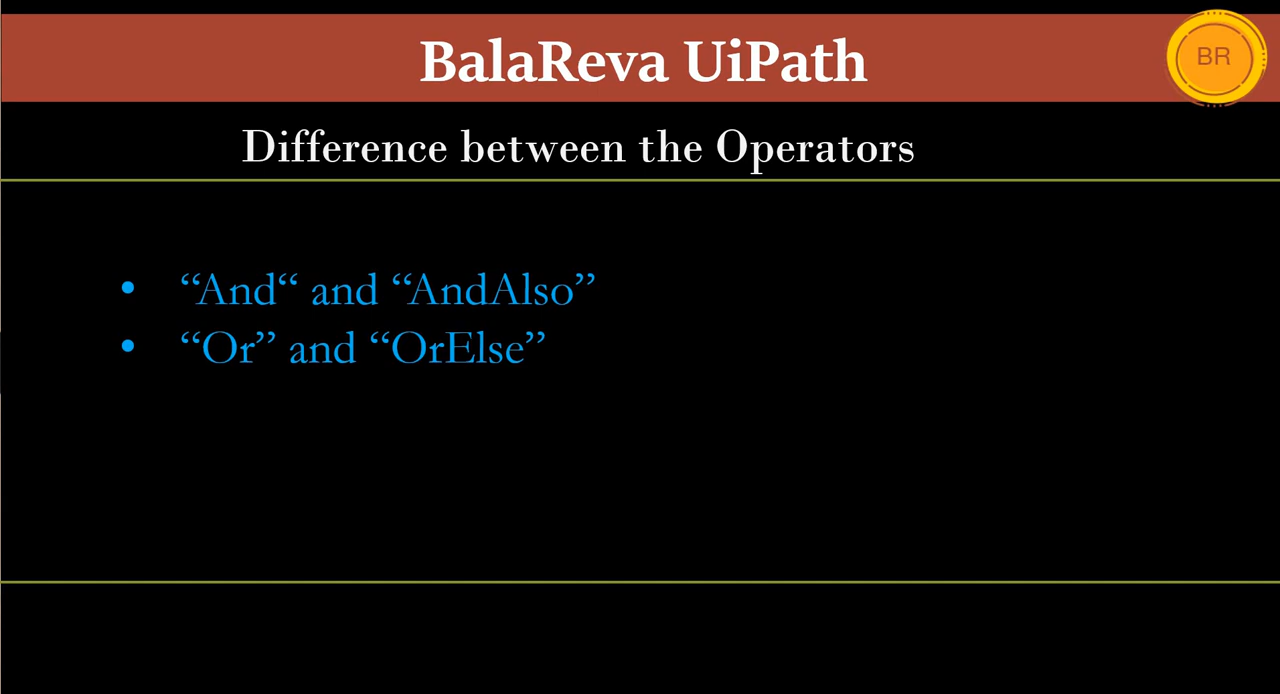 BalaReva UiPath
BR
Difference between the Operators
• “And“ and “AndAlso”
• “Or” and “OrElse”